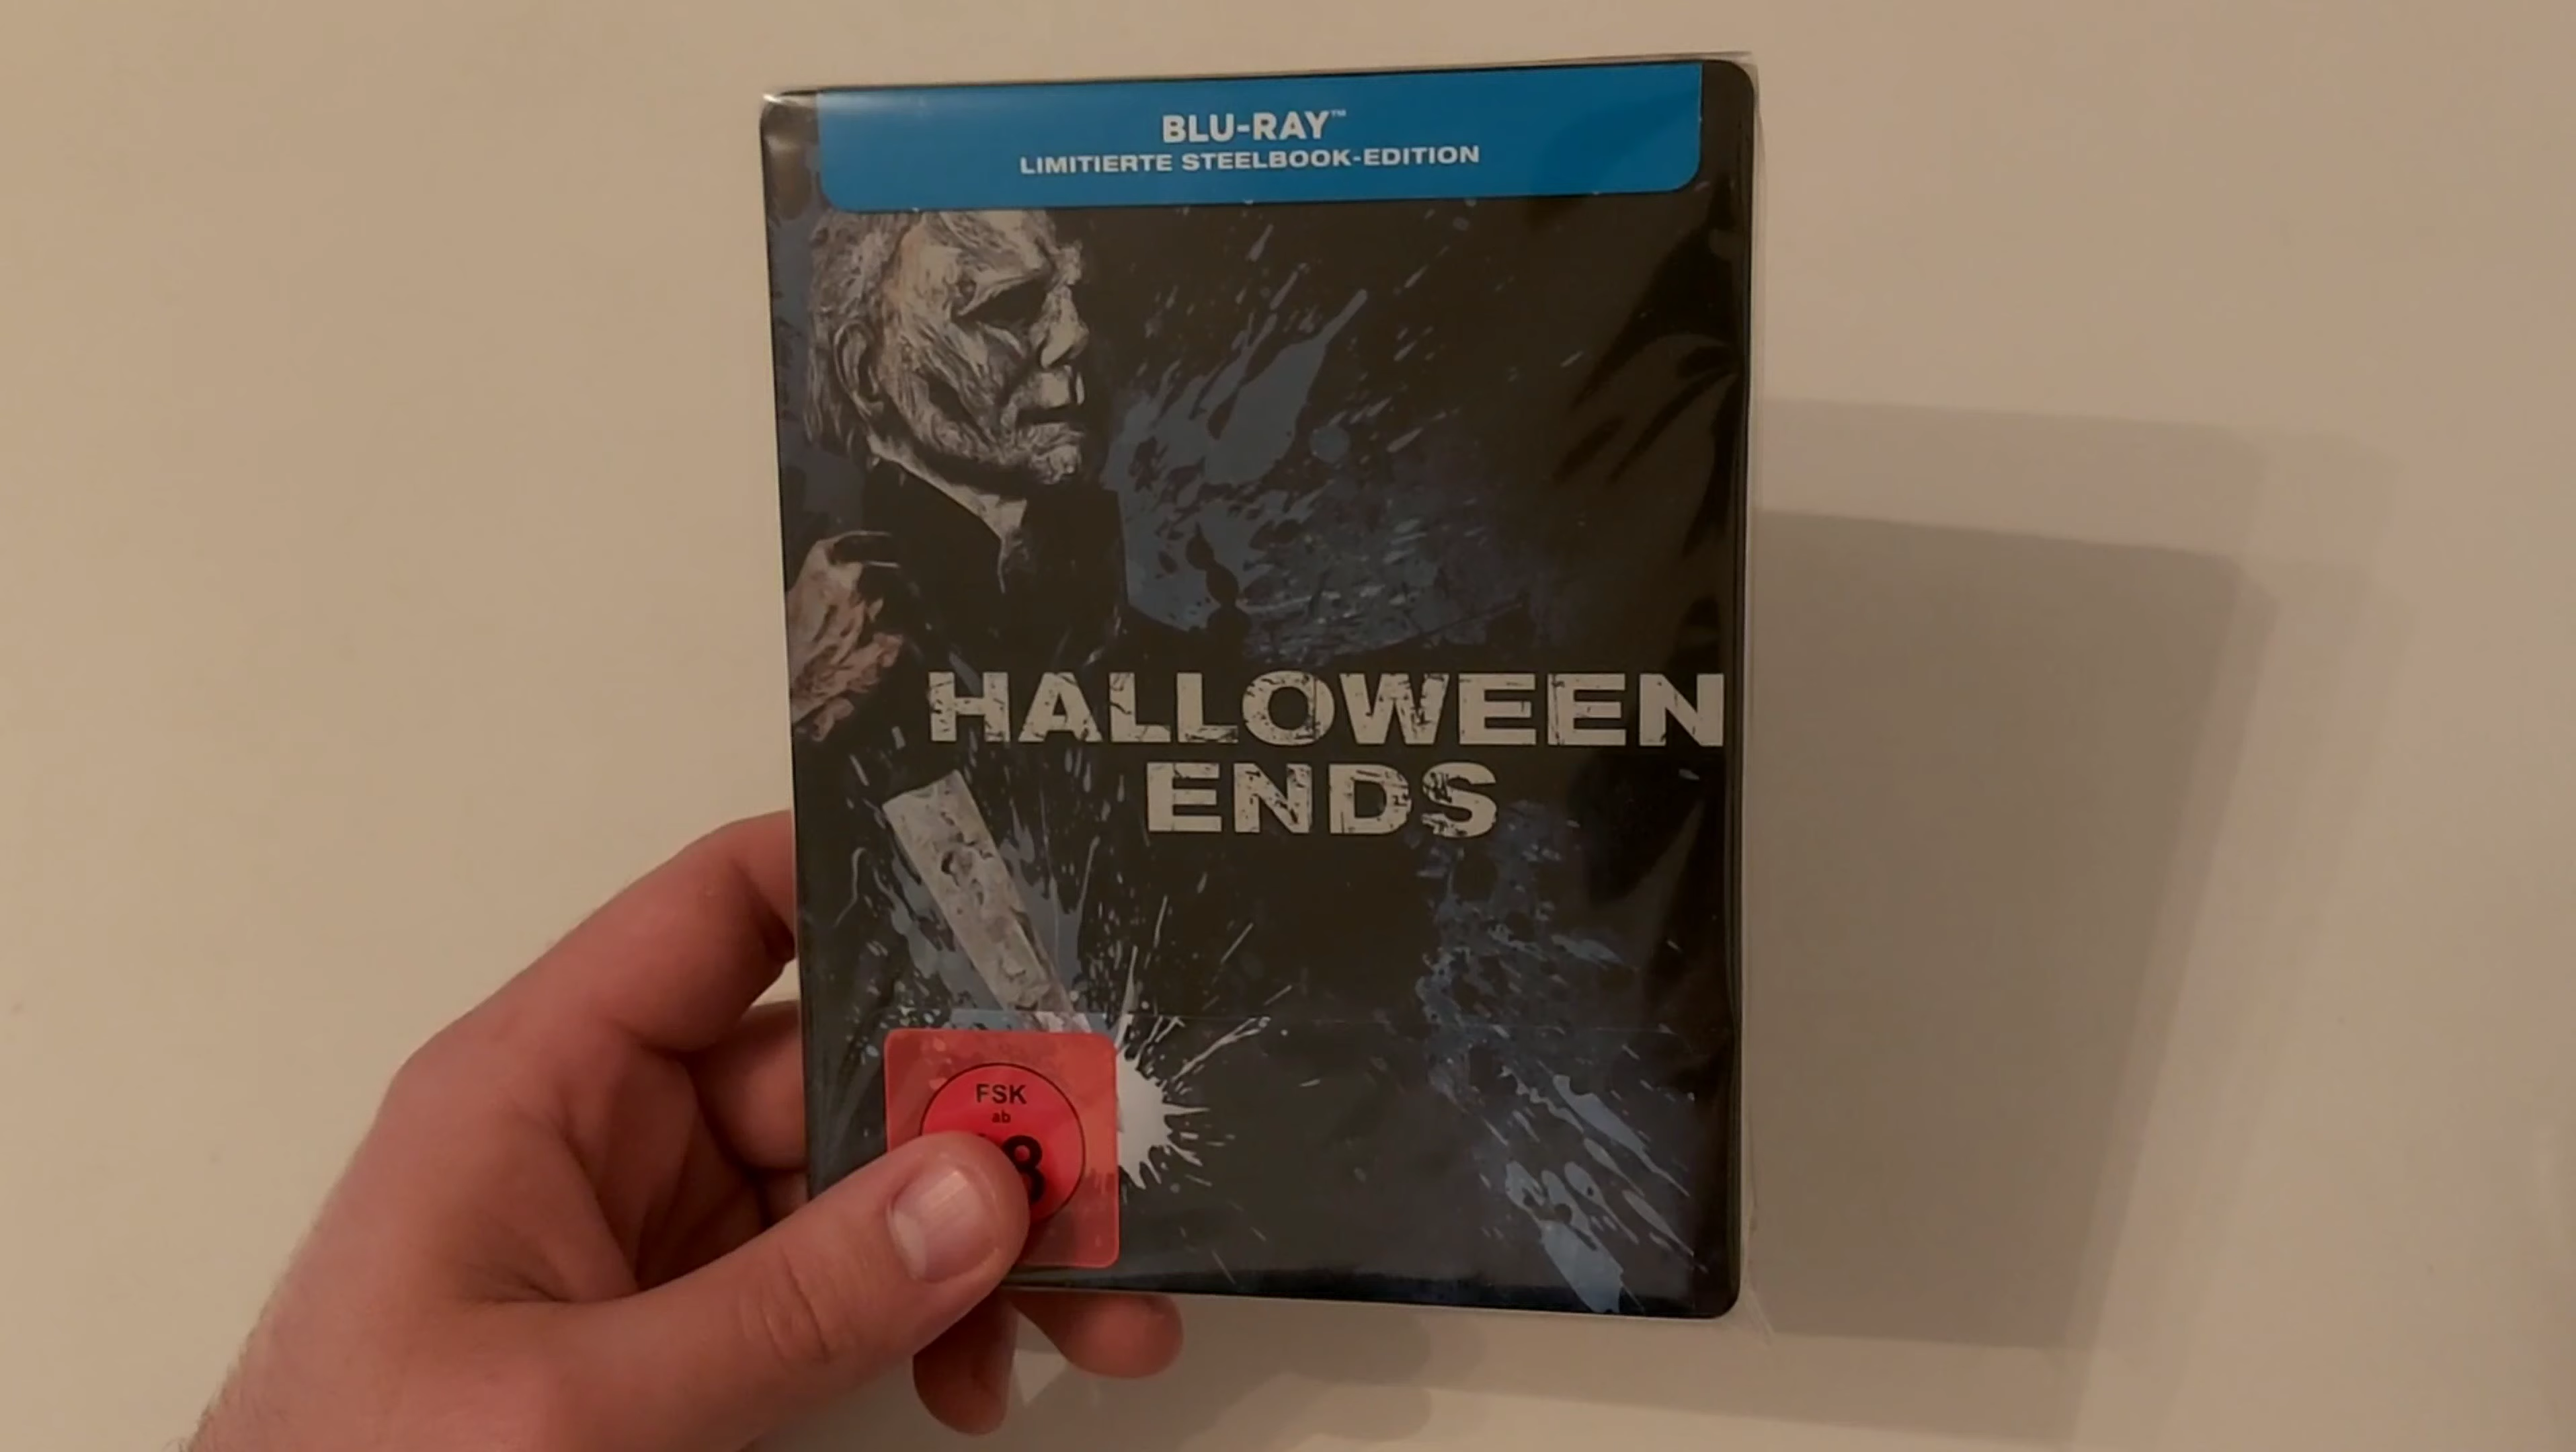 BLU-RAY™
LIMITIERTE STEELBOOK-EDITION
HALLOWEEN
ENDS
FSK
ab